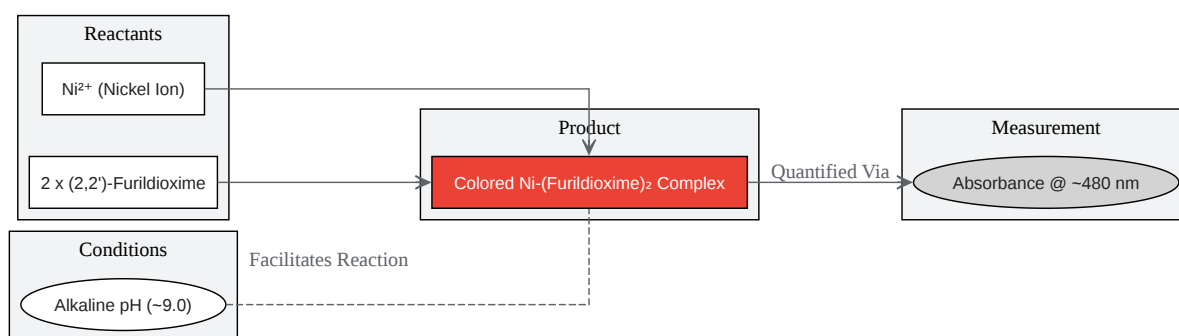 Reactants
Ni²⁺ (Nickel Ion)
2 x (2,2')-Furildioxime
Product
Colored Ni-(Furildioxime)₂ Complex
Quantified Via
Measurement
Absorbance @ ~480 nm
Conditions
Alkaline pH (~9.0)
Facilitates Reaction